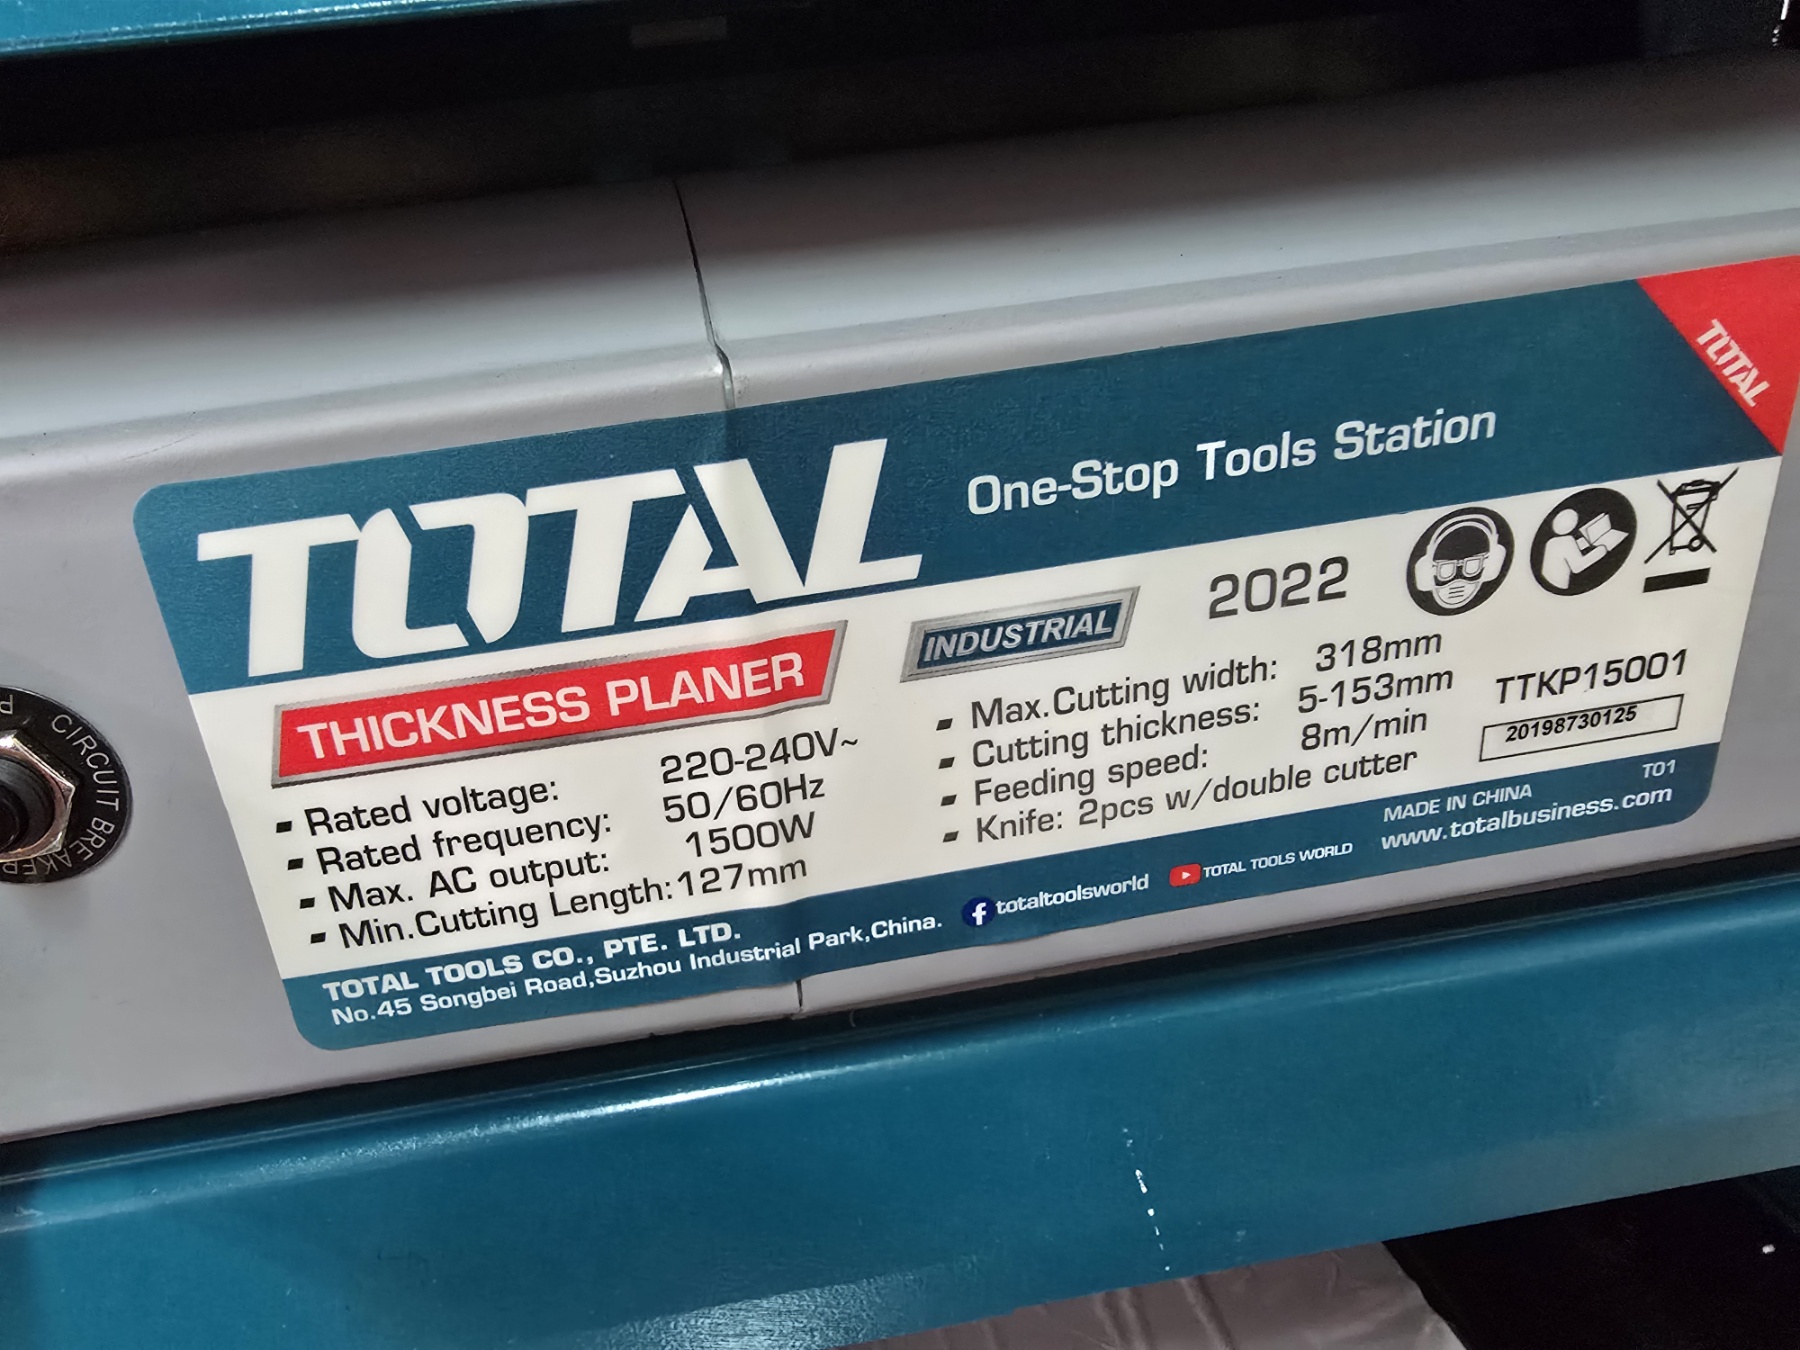 TOTAL
One-Stop Tools Station
TOTAL
THICKNESS PLANER
INDUSTRIAL
2022
Rated voltage: 220-240V~
Rated frequency: 50/60Hz
Max. AC output: 1500W
Min.Cutting Length: 127mm
Max.Cutting width: 318mm
Cutting thickness: 5-153mm
Feeding speed: 8m/min
Knife: 2pcs w/double cutter
TTKP15001
20198730125
T01
TOTAL TOOLS CO., PTE. LTD.
No.45 Songbei Road,Suzhou Industrial Park,China.
totaltoolsworld
TOTAL TOOLS WORLD
MADE IN CHINA
www.totalbusiness.com
CIRCUIT BREAKER